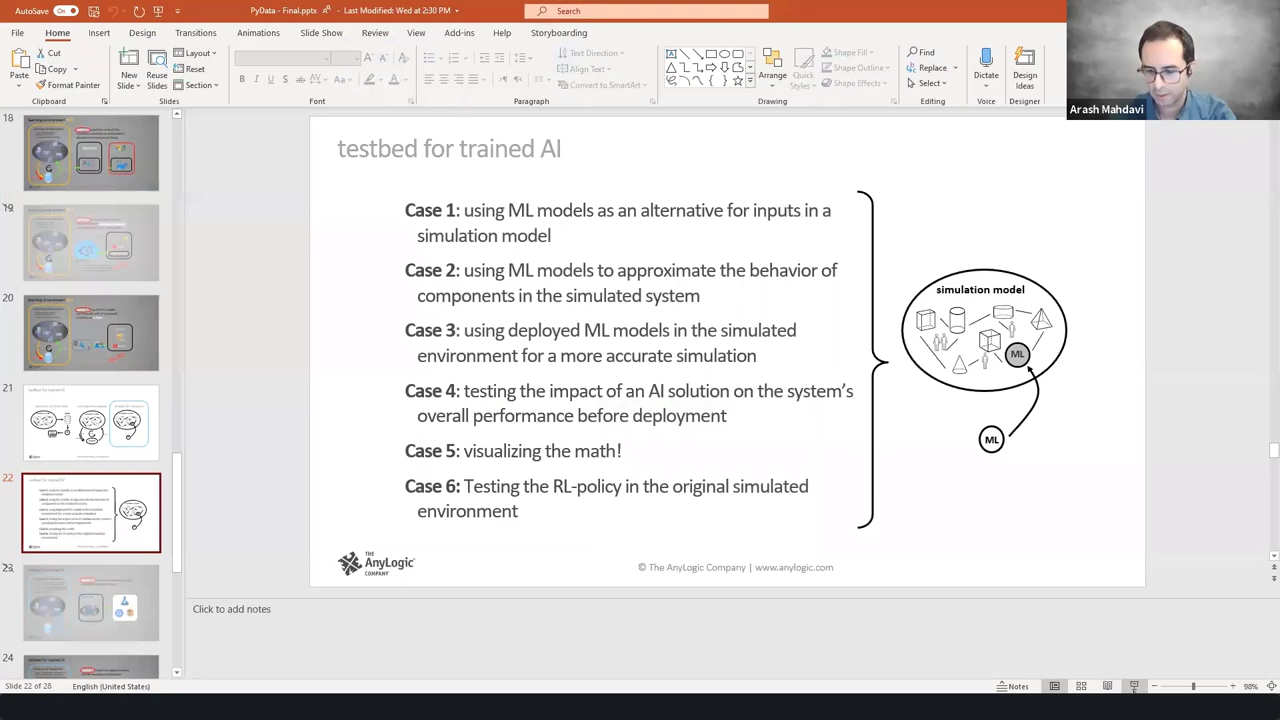 AutoSave On
PyData - Final.pptx • Last Modified: Wed at 2:30 PM
Search
File Home Insert Design Transitions Animations Slide Show Review View Add-ins Help Storyboarding
Paste
Cut
Copy
Format Painter
Clipboard
New Slide
Reuse Slides
Layout
Reset
Section
Slides
B I U S ab AV Aa A
Font
Paragraph
Text Direction
Align Text
Convert to SmartArt
Arrange
Quick Styles
Shape Fill
Shape Outline
Shape Effects
Drawing
Find
Replace
Select
Editing
Dictate
Voice
Design Ideas
Designer
Arash Mahdavi
18
19
20
21
22
23
24
testbed for trained AI
Case 1: using ML models as an alternative for inputs in a
simulation model
Case 2: using ML models to approximate the behavior of
components in the simulated system
Case 3: using deployed ML models in the simulated
environment for a more accurate simulation
Case 4: testing the impact of an AI solution on the system's
overall performance before deployment
Case 5: visualizing the math!
Case 6: Testing the RL-policy in the original simulated
environment
simulation model
ML
ML
THE
AnyLogic
COMPANY
© The AnyLogic Company | www.anylogic.com
Click to add notes
Slide 22 of 28
English (United States)
Notes
98%